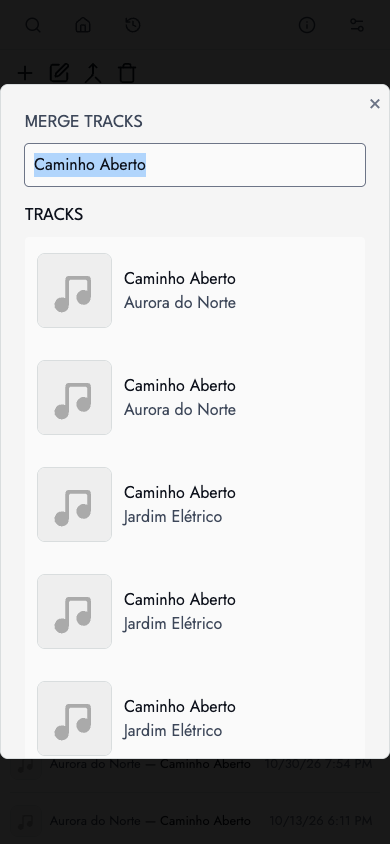 ×
MERGE TRACKS
Caminho Aberto
TRACKS
Caminho Aberto
Aurora do Norte
Caminho Aberto
Aurora do Norte
Caminho Aberto
Jardim Elétrico
Caminho Aberto
Jardim Elétrico
Caminho Aberto
Jardim Elétrico
Aurora do Norte — Caminho Aberto 10/30/26 7:54 PM
Aurora do Norte — Caminho Aberto 10/13/26 6:11 PM